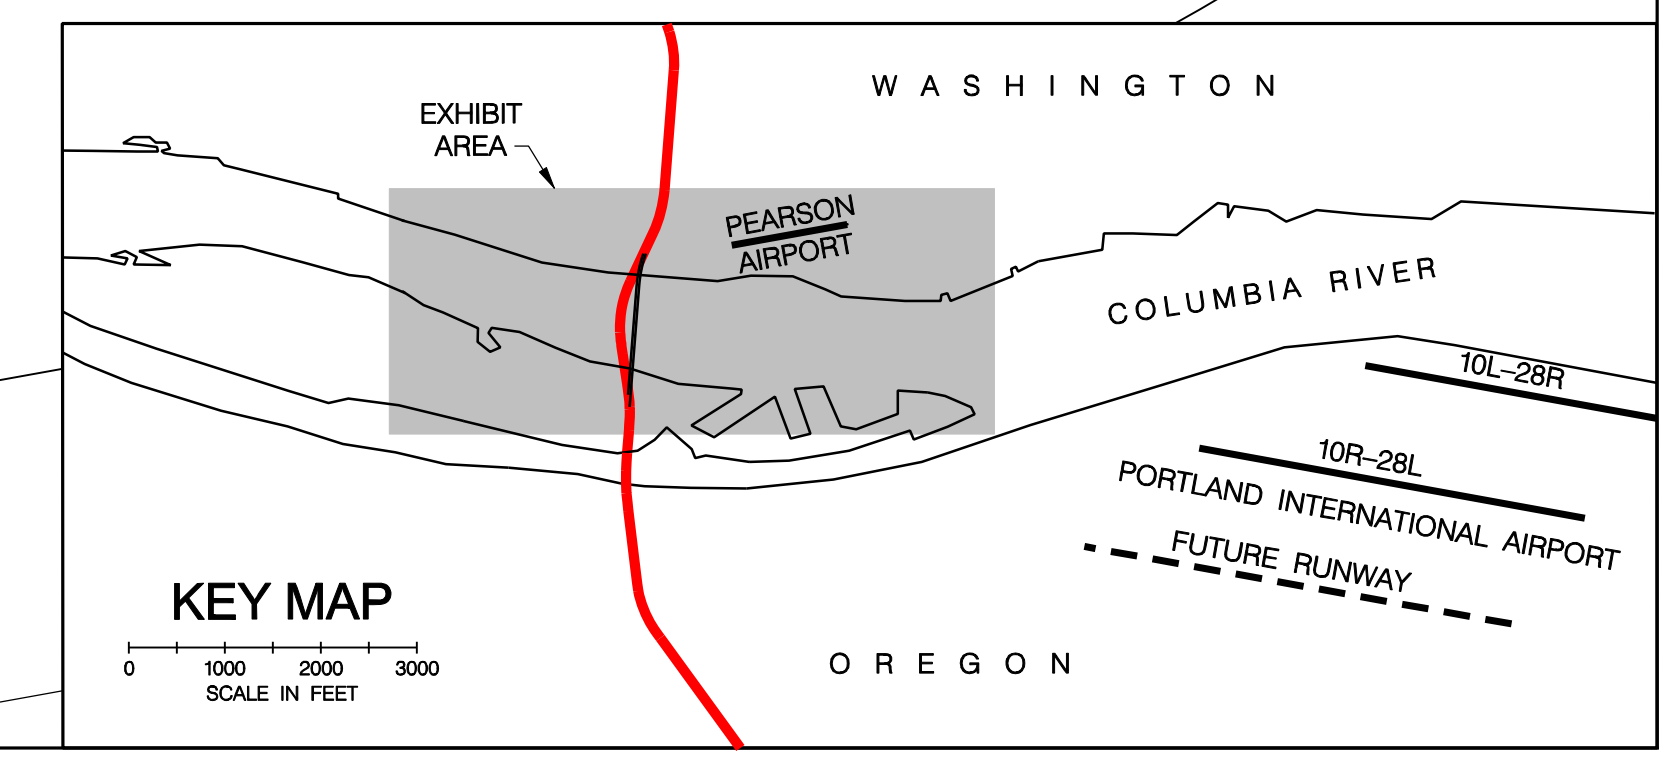 WASHINGTON
EXHIBIT
AREA
PEARSON
AIRPORT
COLUMBIA RIVER
10L–28R
10R–28L
PORTLAND INTERNATIONAL AIRPORT
FUTURE RUNWAY
KEY MAP
0 1000 2000 3000
SCALE IN FEET
OREGON